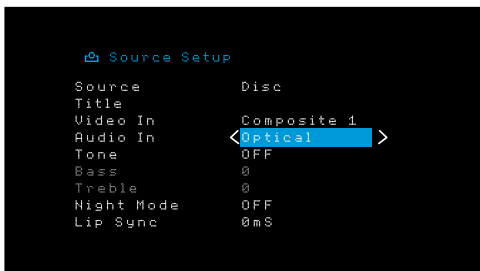 Source Setup
Source Disc
Title
Video In Composite 1
Audio In < Optical >
Tone OFF
Bass 0
Treble 0
Night Mode OFF
Lip Sync 0mS